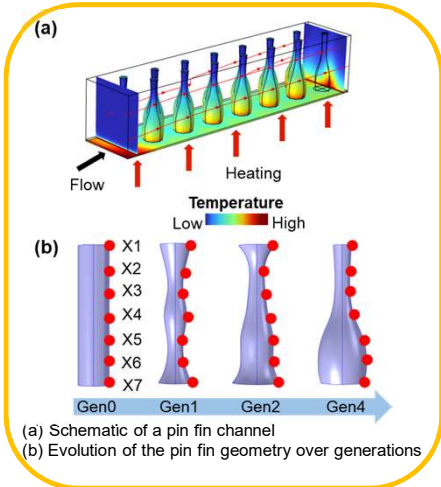 (a)
Flow
Heating
Temperature
Low High
(b)
X1
X2
X3
X4
X5
X6
X7
Gen0 Gen1 Gen2 Gen4
(a) Schematic of a pin fin channel
(b) Evolution of the pin fin geometry over generations